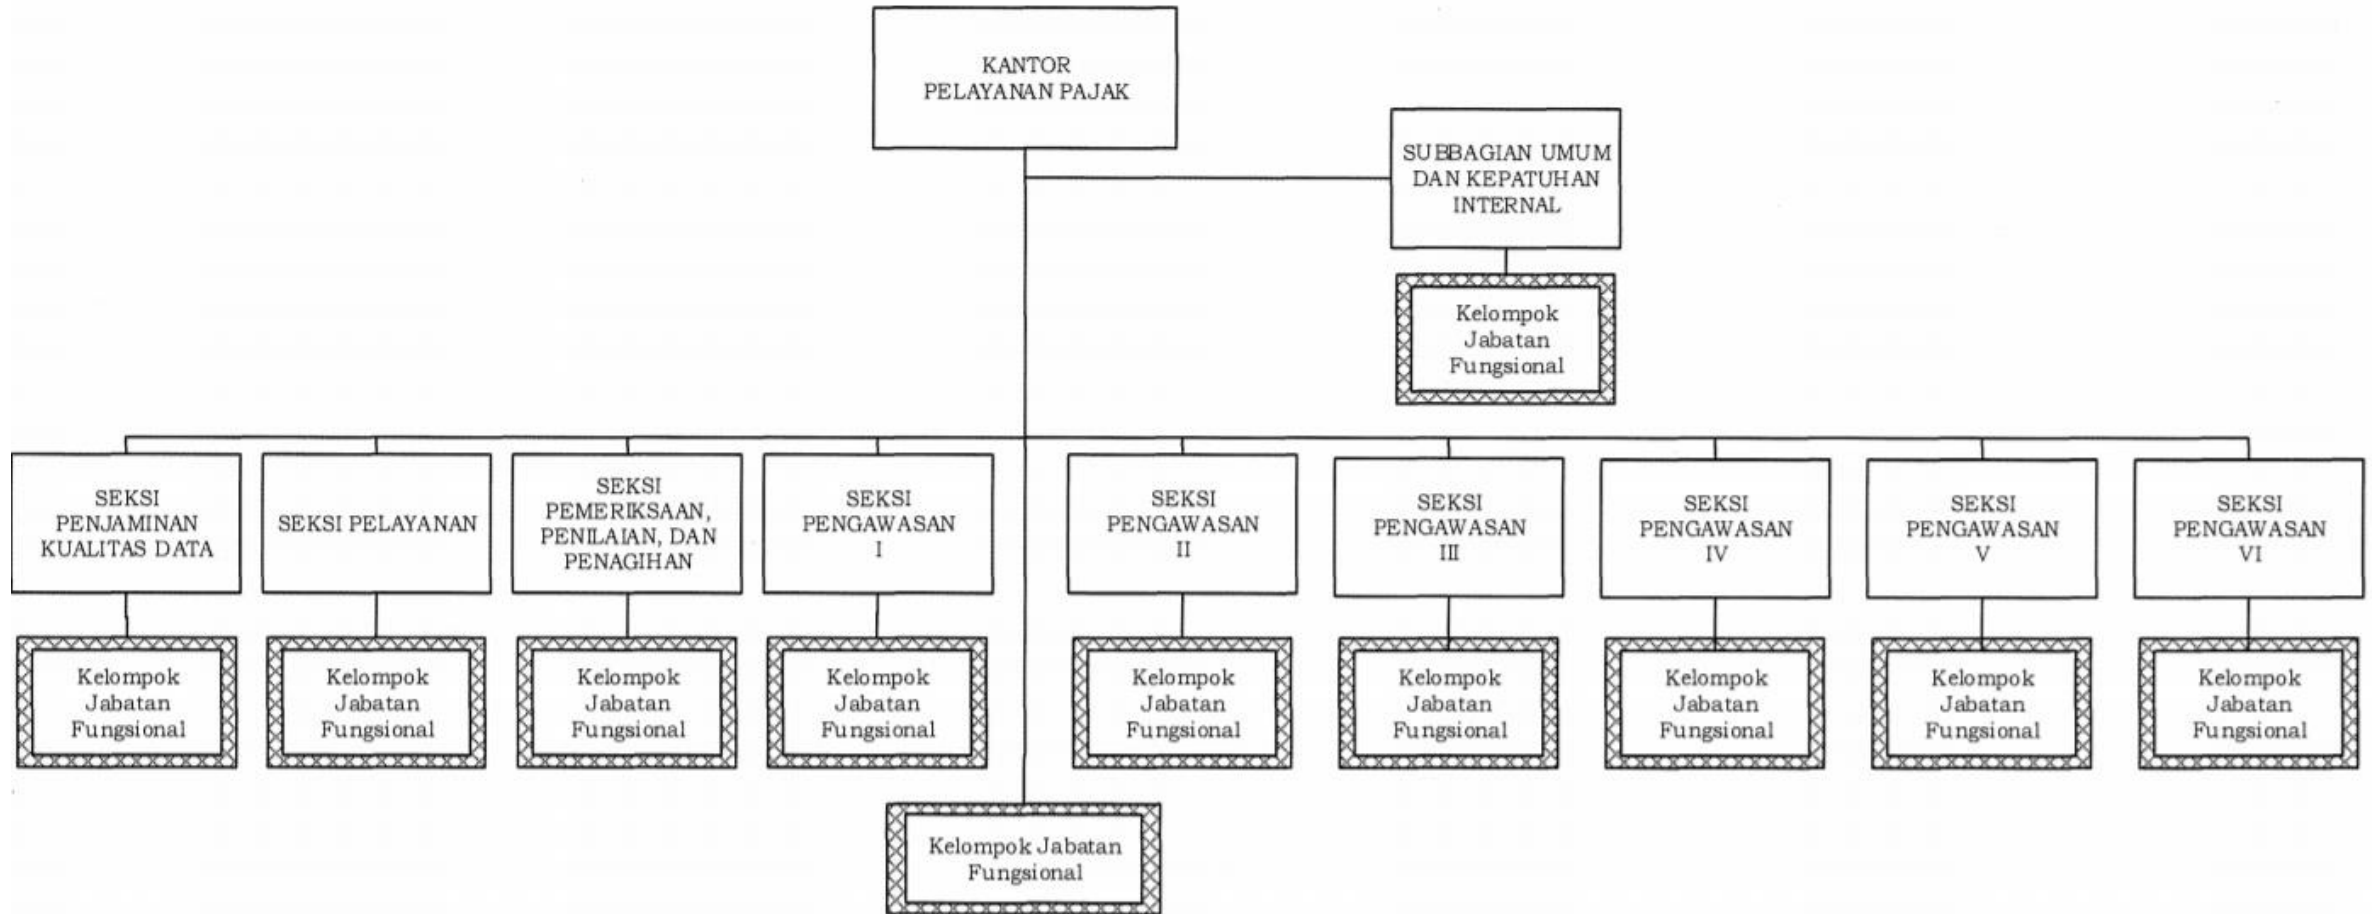 KANTOR
PELAYANAN PAJAK
SUBBAGIAN UMUM
DAN KEPATUHAN
INTERNAL
Kelompok
Jabatan
Fungsional
SEKSI
PENJAMINAN
KUALITAS DATA
SEKSI PELAYANAN
SEKSI
PEMERIKSAAN,
PENILAIAN, DAN
PENAGIHAN
SEKSI
PENGAWASAN
I
SEKSI
PENGAWASAN
II
SEKSI
PENGAWASAN
III
SEKSI
PENGAWASAN
IV
SEKSI
PENGAWASAN
V
SEKSI
PENGAWASAN
VI
Kelompok
Jabatan
Fungsional
Kelompok
Jabatan
Fungsional
Kelompok
Jabatan
Fungsional
Kelompok
Jabatan
Fungsional
Kelompok
Jabatan
Fungsional
Kelompok
Jabatan
Fungsional
Kelompok
Jabatan
Fungsional
Kelompok
Jabatan
Fungsional
Kelompok
Jabatan
Fungsional
Kelompok Jabatan
Fungsional